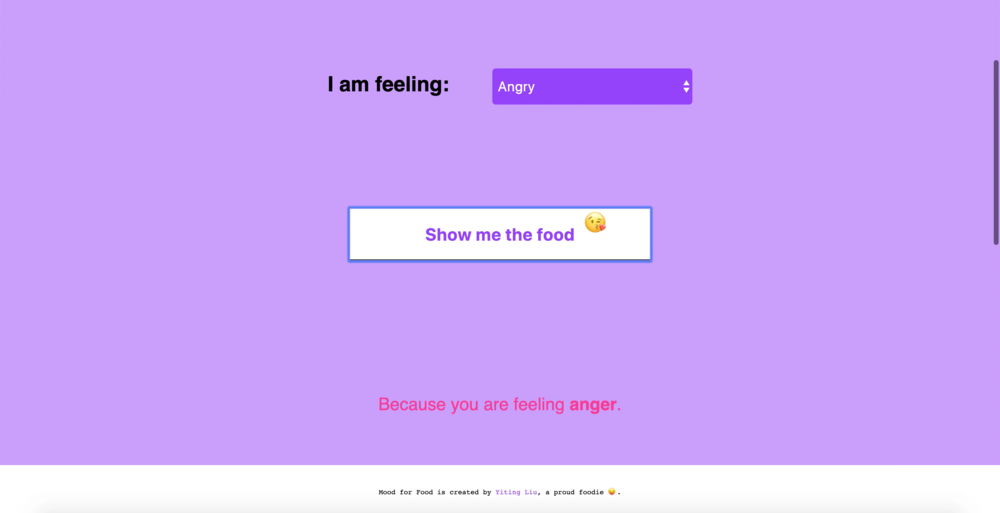 I am feeling: Angry
Show me the food 😘
Because you are feeling anger.
Mood for Food is created by Yiting Liu, a proud foodie 😛.